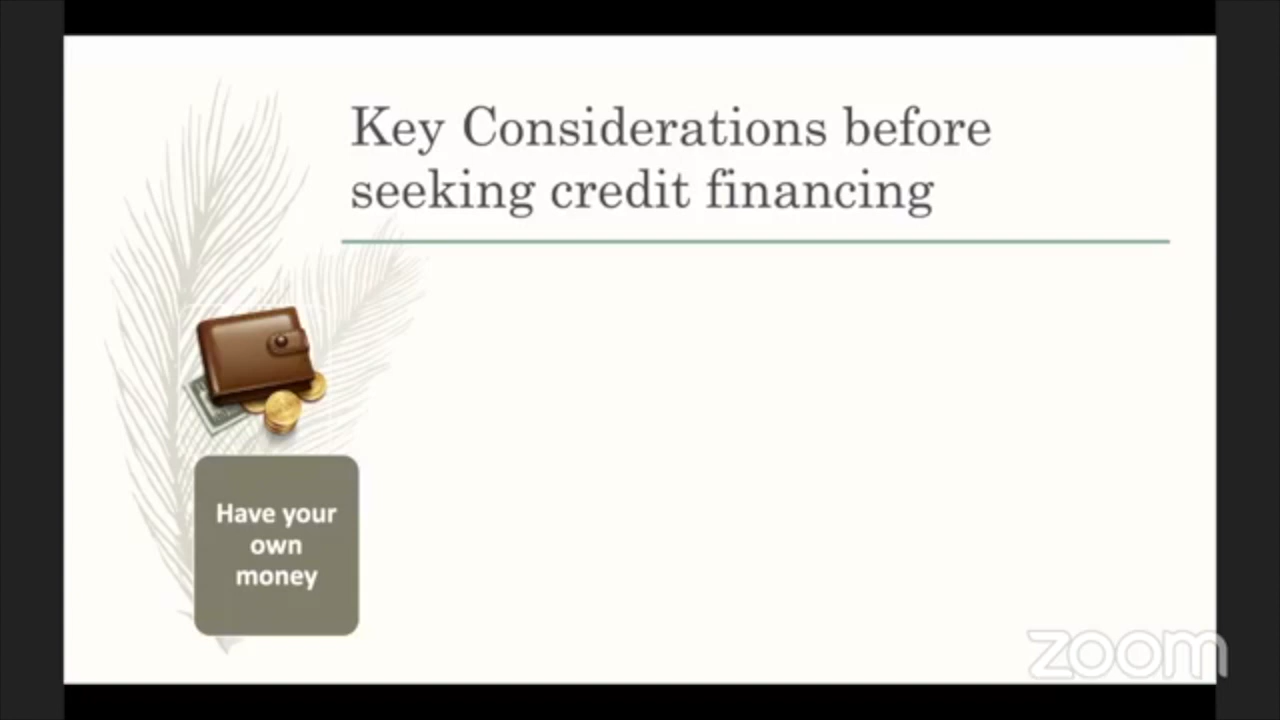 Key Considerations before
seeking credit financing
Have your
own
money
zoom